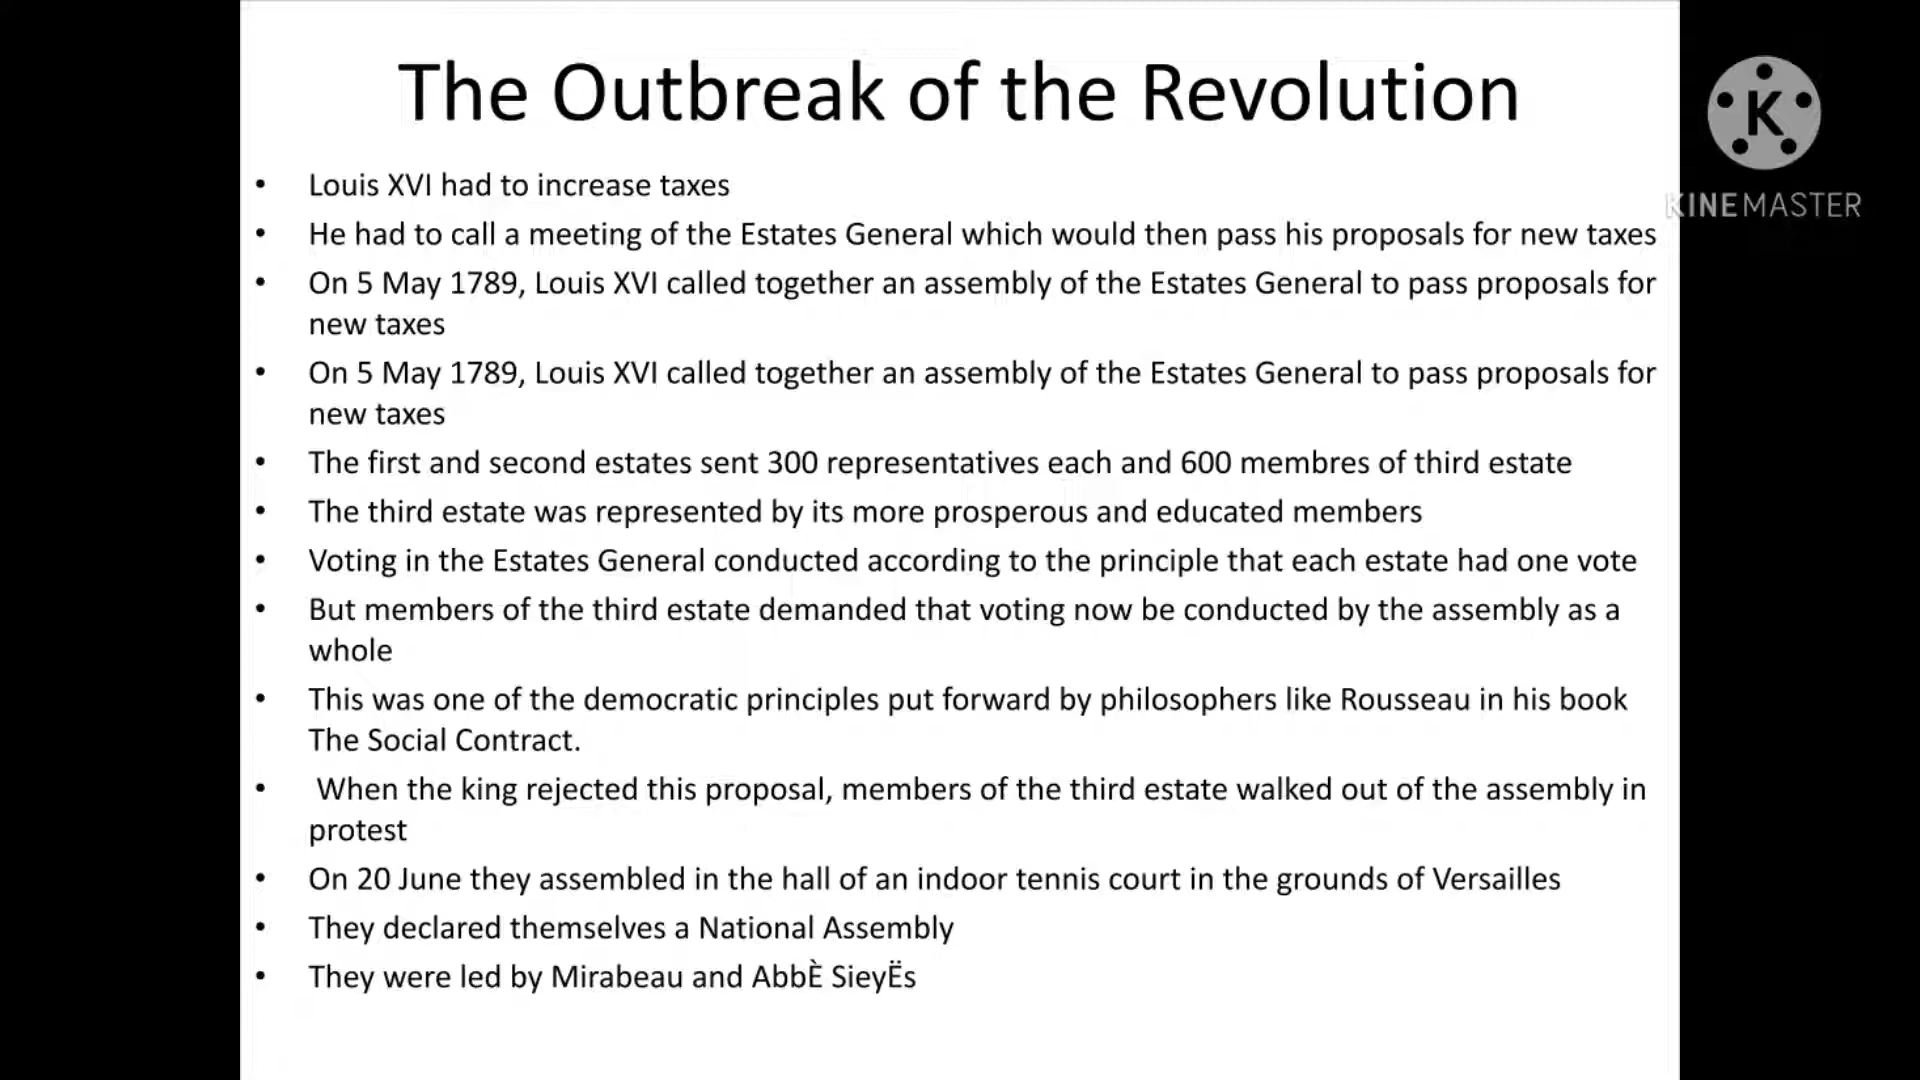 The Outbreak of the Revolution
K
KINEMASTER
• Louis XVI had to increase taxes
• He had to call a meeting of the Estates General which would then pass his proposals for new taxes
• On 5 May 1789, Louis XVI called together an assembly of the Estates General to pass proposals for
new taxes
• On 5 May 1789, Louis XVI called together an assembly of the Estates General to pass proposals for
new taxes
• The first and second estates sent 300 representatives each and 600 membres of third estate
• The third estate was represented by its more prosperous and educated members
• Voting in the Estates General conducted according to the principle that each estate had one vote
• But members of the third estate demanded that voting now be conducted by the assembly as a
whole
• This was one of the democratic principles put forward by philosophers like Rousseau in his book
The Social Contract.
• When the king rejected this proposal, members of the third estate walked out of the assembly in
protest
• On 20 June they assembled in the hall of an indoor tennis court in the grounds of Versailles
• They declared themselves a National Assembly
• They were led by Mirabeau and AbbÈ SieyËs